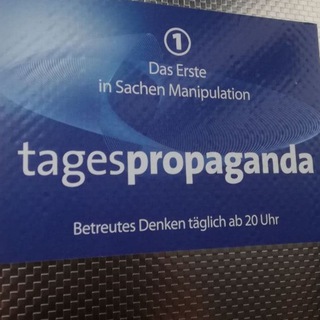 1
Das Erste
in Sachen Manipulation
tagespropaganda
Betreutes Denken täglich ab 20 Uhr